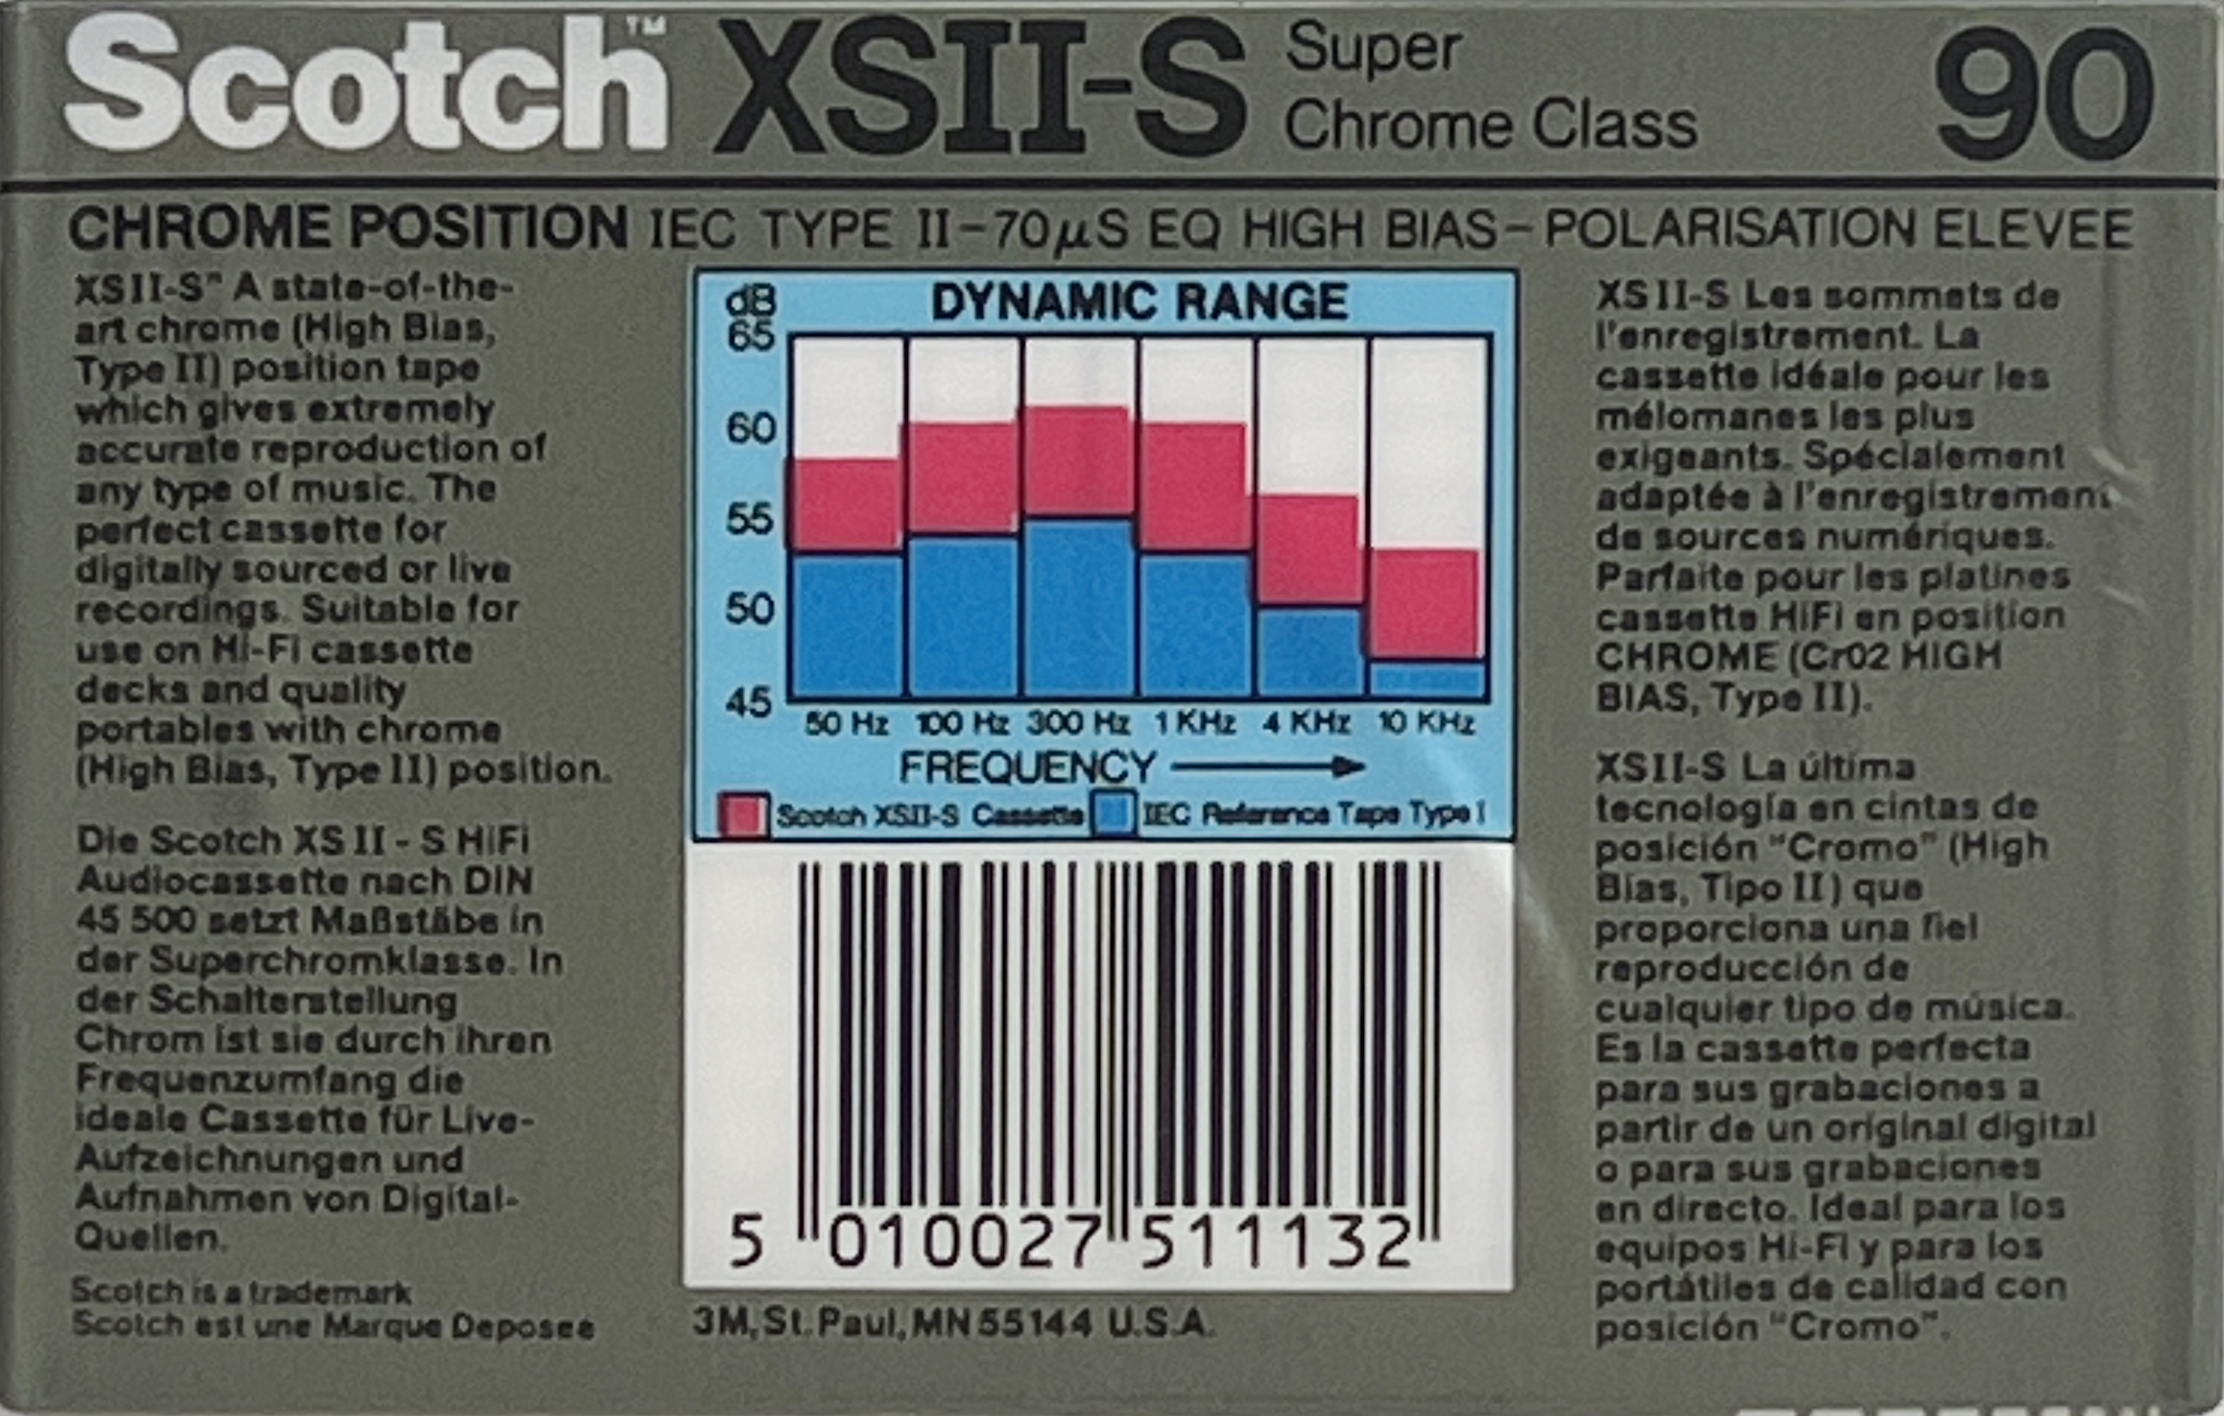 Scotch™ XSII-S Super Chrome Class 90
CHROME POSITION IEC TYPE II-70µS EQ HIGH BIAS-POLARISATION ELEVEE
XSII-S" A state-of-the-
art chrome (High Bias,
Type II) position tape
which gives extremely
accurate reproduction of
any type of music. The
perfect cassette for
digitally sourced or live
recordings. Suitable for
use on Hi-Fi cassette
decks and quality
portables with chrome
(High Bias, Type II) position.
Die Scotch XS II - S HiFi
Audiocassette nach DIN
45 500 setzt Maßstäbe in
der Superchromklasse. In
der Schalterstellung
Chrom ist sie durch ihren
Frequenzumfang die
ideale Cassette für Live-
Aufzeichnungen und
Aufnahmen von Digital-
Quellen.
Scotch is a trademark
Scotch est une Marque Deposee
dB DYNAMIC RANGE
65
60
55
50
45
50 Hz 100 Hz 300 Hz 1 KHz 4 KHz 10 KHz
FREQUENCY
Scotch XSII-S Cassette IEC Reference Tape Type I
5 010027 511132
3M, St. Paul, MN 55144 U.S.A.
XS II-S Les sommets de
l'enregistrement. La
cassette idéale pour les
mélomanes les plus
exigeants. Spécialement
adaptée à l'enregistrement
de sources numériques.
Parfaite pour les platines
cassette HiFi en position
CHROME (Cr02 HIGH
BIAS, Type II).
XSII-S La última
tecnología en cintas de
posición "Cromo" (High
Bias, Tipo II) que
proporciona una fiel
reproducción de
cualquier tipo de música.
Es la cassette perfecta
para sus grabaciones a
partir de un original digital
o para sus grabaciones
en directo. Ideal para los
equipos Hi-Fi y para los
portátiles de calidad con
posición "Cromo".